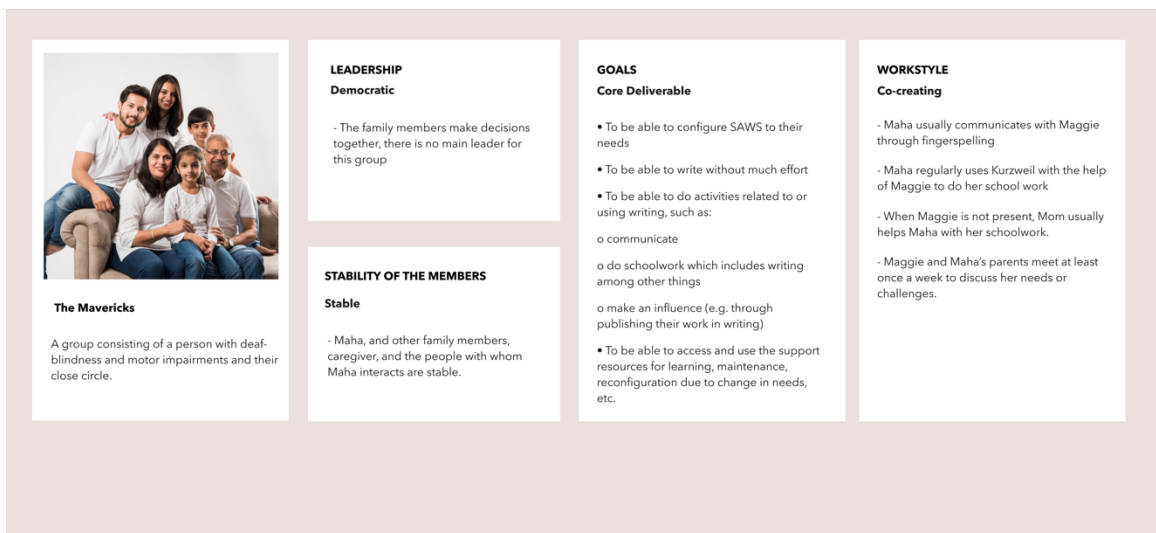 The Mavericks
A group consisting of a person with deaf-
blindness and motor impairments and their
close circle.
LEADERSHIP
Democratic
- The family members make decisions
together, there is no main leader for
this group
STABILITY OF THE MEMBERS
Stable
- Maha, and other family members,
caregiver, and the people with whom
Maha interacts are stable.
GOALS
Core Deliverable
• To be able to configure SAWS to their
needs
• To be able to write without much effort
• To be able to do activities related to or
using writing, such as:
o communicate
o do schoolwork which includes writing
among other things
o make an influence (e.g. through
publishing their work in writing)
• To be able to access and use the support
resources for learning, maintenance,
reconfiguration due to change in needs,
etc.
WORKSTYLE
Co-creating
- Maha usually communicates with Maggie
through fingerspelling
- Maha regularly uses Kurzweil with the help
of Maggie to do her school work
- When Maggie is not present, Mom usually
helps Maha with her schoolwork.
- Maggie and Maha’s parents meet at least
once a week to discuss her needs or
challenges.